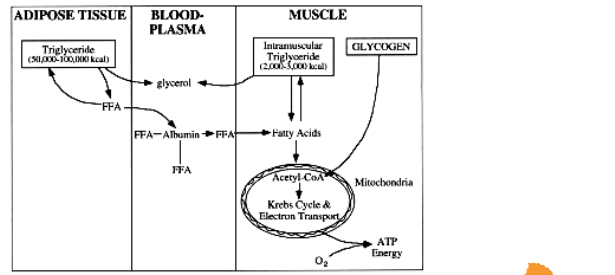 ADIPOSE TISSUE
BLOOD-
PLASMA
MUSCLE
Triglyceride
(50,000-100,000 kcal)
glycerol
Intramuscular
Triglyceride
(2,000-3,000 kcal)
GLYCOGEN
FFA
FFA-Albumin
FFA
Fatty Acids
FFA
Acetyl-CoA
Mitochondria
Krebs Cycle &
Electron Transport
ATP
Energy
O2